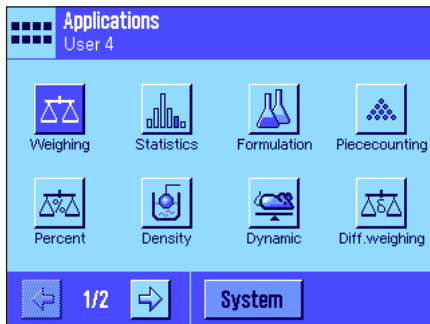 Applications
User 4
Weighing
Statistics
Formulation
Piececounting
Percent
Density
Dynamic
Diff.weighing
1/2
System